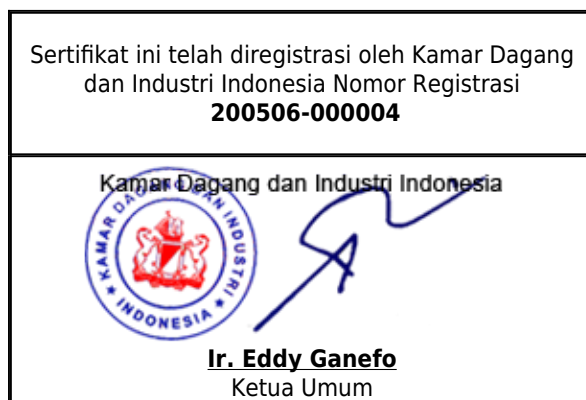 Sertifikat ini telah diregistrasi oleh Kamar Dagang
dan Industri Indonesia Nomor Registrasi
200506-000004
Kamar Dagang dan Industri Indonesia
KAMAR DAGANG DAN INDUSTRI
INDONESIA
Ir. Eddy Ganefo
Ketua Umum